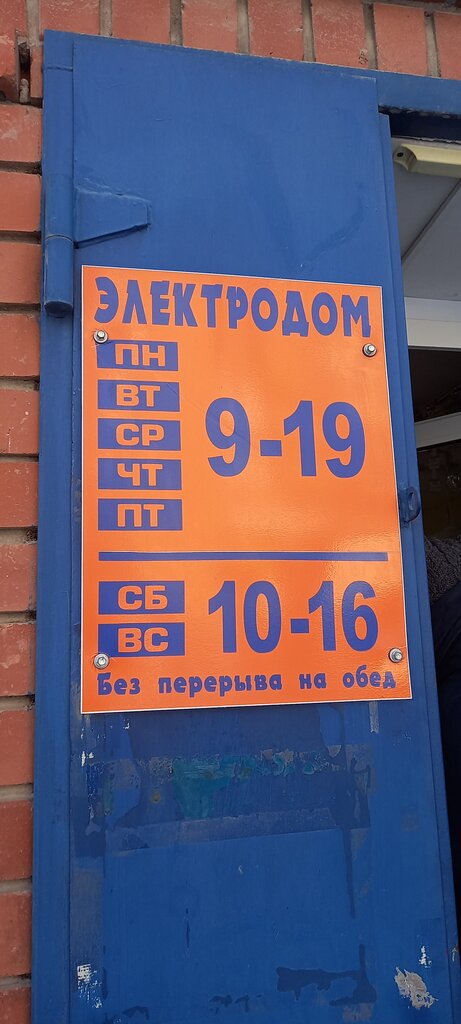 ЭЛЕКТРОДОМ
ПН
ВТ
СР
ЧТ
ПТ
9-19
СБ
ВС
10-16
Без перерыва на обед